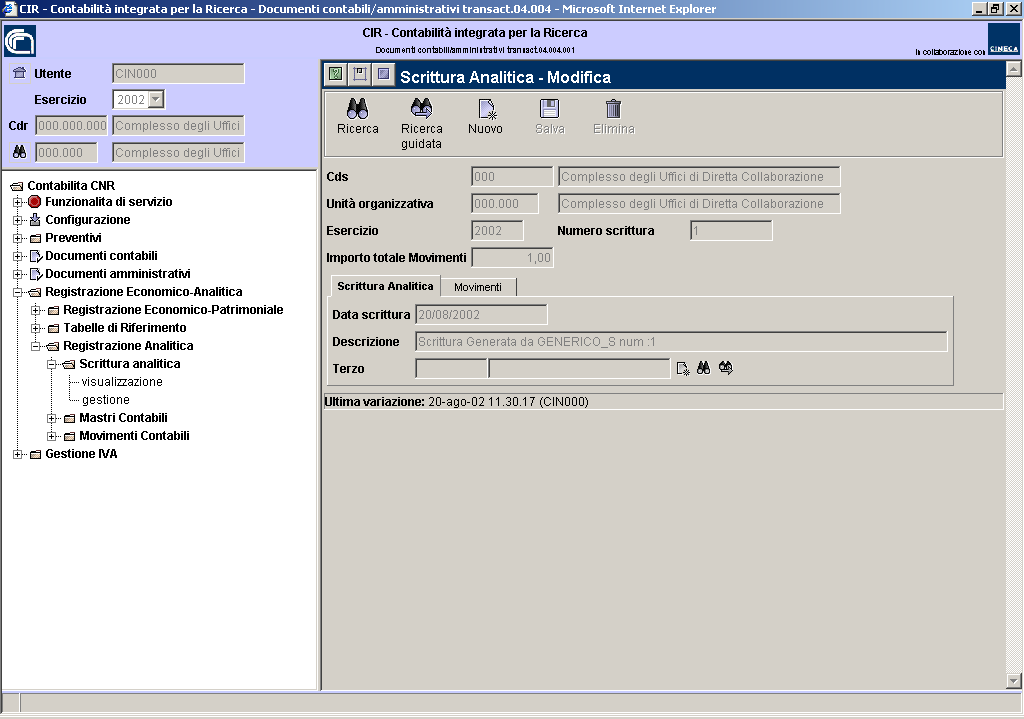 CIR - Contabilità integrata per la Ricerca - Documenti contabili/amministrativi transact.04.004 - Microsoft Internet Explorer
CIR - Contabilità integrata per la Ricerca
Documenti contabili/amministrativi transact.04.004.001
In collaborazione con
CINECA
Utente CIN000
Esercizio 2002
Cdr 000.000.000 Complesso degli Uffici
000.000 Complesso degli Uffici
Contabilita CNR
Funzionalita di servizio
Configurazione
Preventivi
Documenti contabili
Documenti amministrativi
Registrazione Economico-Analitica
Registrazione Economico-Patrimoniale
Tabelle di Riferimento
Registrazione Analitica
Scrittura analitica
visualizzazione
gestione
Mastri Contabili
Movimenti Contabili
Gestione IVA
Scrittura Analitica - Modifica
Ricerca Ricerca guidata Nuovo Salva Elimina
Cds 000 Complesso degli Uffici di Diretta Collaborazione
Unità organizzativa 000.000 Complesso degli Uffici di Diretta Collaborazione
Esercizio 2002 Numero scrittura 1
Importo totale Movimenti 1,00
Scrittura Analitica Movimenti
Data scrittura 20/08/2002
Descrizione Scrittura Generata da GENERICO_S num :1
Terzo
Ultima variazione: 20-ago-02 11.30.17 (CIN000)